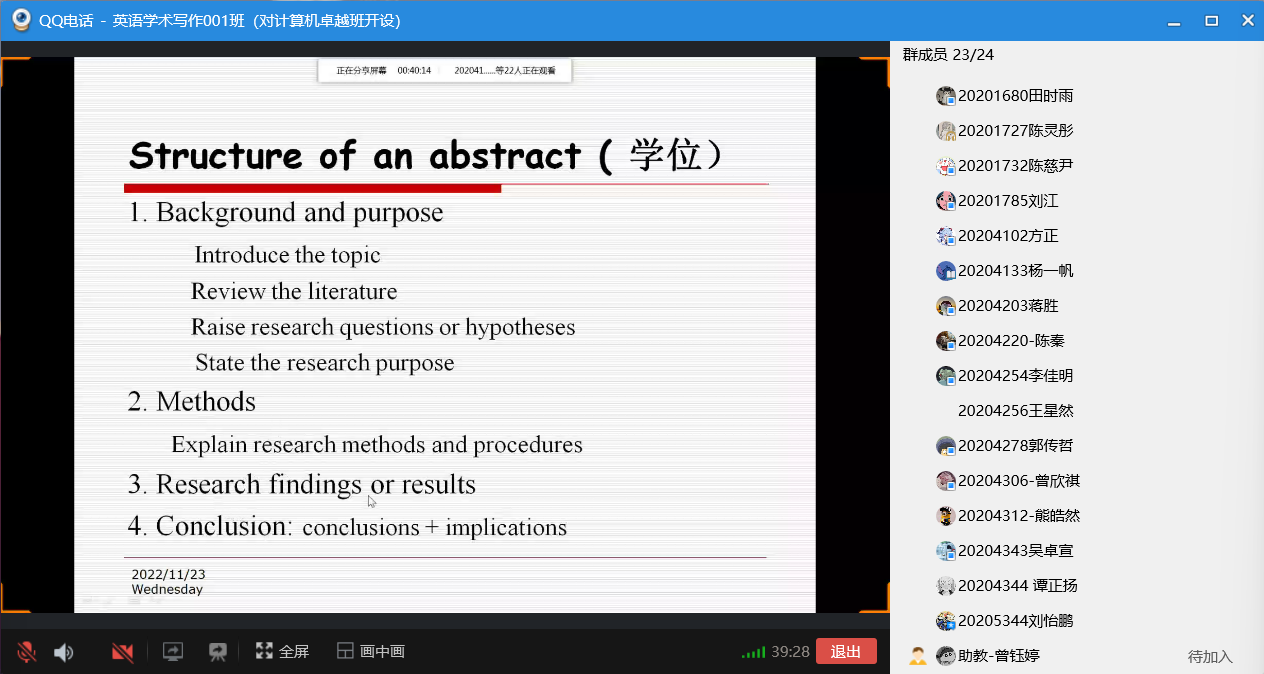 QQ电话 - 英语学术写作001班 (对计算机卓越班开设)
正在分享屏幕 00:40:14 202041......等22人正在观看
Structure of an abstract ( 学位）
1. Background and purpose
Introduce the topic
Review the literature
Raise research questions or hypotheses
State the research purpose
2. Methods
Explain research methods and procedures
3. Research findings or results
4. Conclusion: conclusions + implications
2022/11/23
Wednesday
全屏 画中画 39:28 退出
群成员 23/24
20201680田时雨
20201727陈灵彤
20201732陈慈尹
20201785刘江
20204102方正
20204133杨一帆
20204203蒋胜
20204220-陈秦
20204254李佳明
20204256王星然
20204278郭传哲
20204306-曾欣祺
20204312-熊皓然
20204343吴卓宣
20204344 谭正扬
20205344刘怡鹏
助教-曾钰婷 待加入